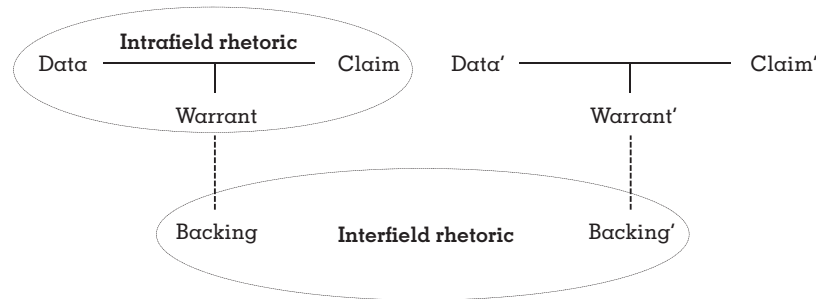 Intrafield rhetoric
Data Claim Data‘ Claim‘
Warrant Warrant‘
Backing Interfield rhetoric Backing‘